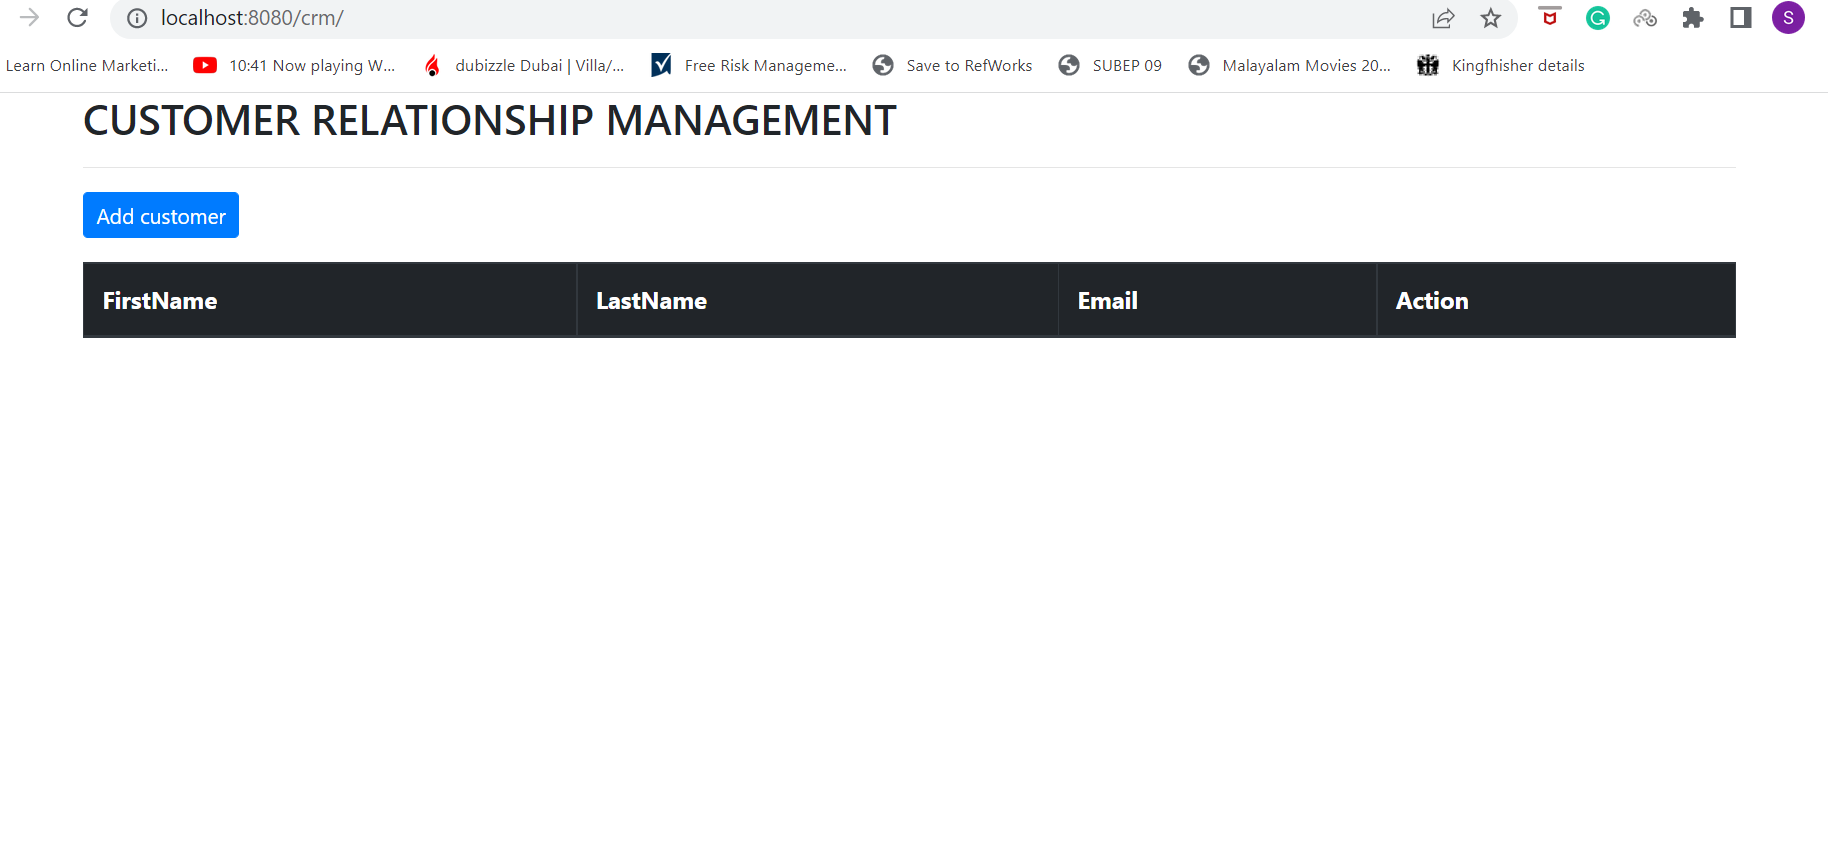 localhost:8080/crm/
S
Learn Online Marketi... 10:41 Now playing W... dubizzle Dubai | Villa/... Free Risk Manageme... Save to RefWorks SUBEP 09 Malayalam Movies 20... Kingfhisher details
CUSTOMER RELATIONSHIP MANAGEMENT
Add customer
FirstName LastName Email Action